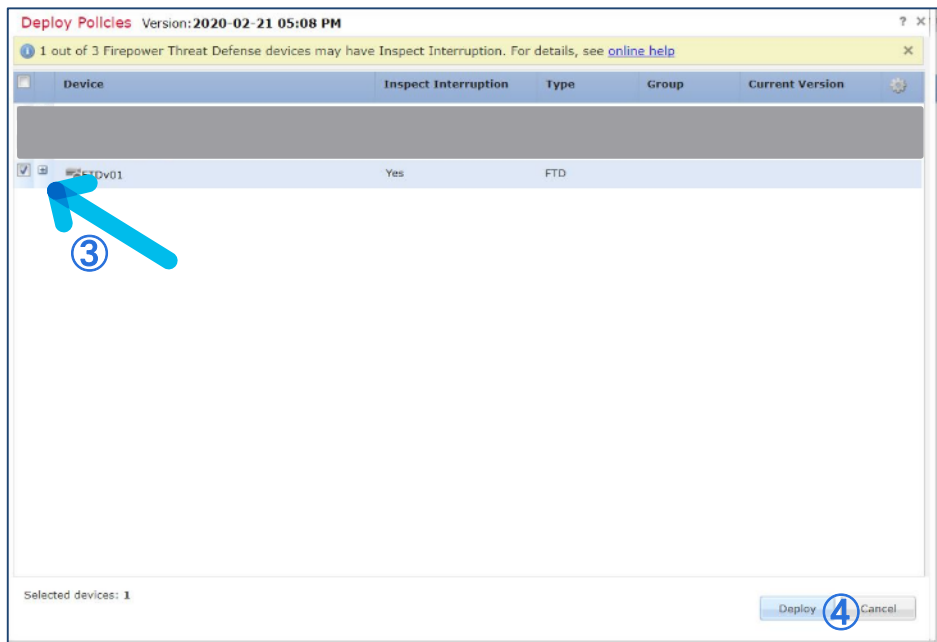 Deploy Policies Version:2020-02-21 05:08 PM ? ×
1 out of 3 Firepower Threat Defense devices may have Inspect Interruption. For details, see online help ×
Device Inspect Interruption Type Group Current Version
FTDv01 Yes FTD
③
Selected devices: 1
Deploy ④ Cancel